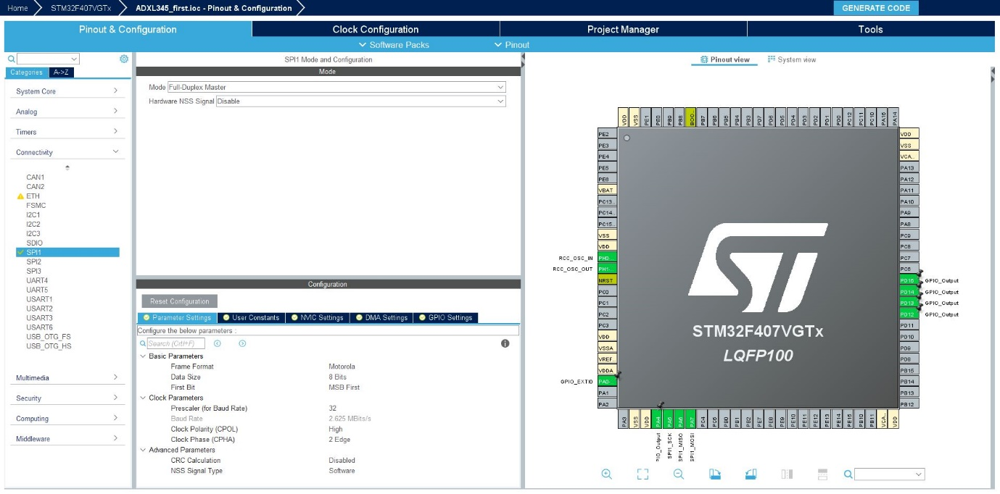 Home STM32F407VGTx ADXL345_first.ioc - Pinout & Configuration GENERATE CODE
Pinout & Configuration Clock Configuration Project Manager Tools
Software Packs Pinout
SPI1 Mode and Configuration
Pinout view System view
Categories A->Z
Mode
System Core
Analog
Timers
Connectivity
CAN1
CAN2
ETH
FSMC
I2C1
I2C2
I2C3
SDIO
SPI1
SPI2
SPI3
UART4
UART5
USART1
USART2
USART3
USART6
USB_OTG_FS
USB_OTG_HS
Multimedia
Security
Computing
Middleware
Mode Full-Duplex Master
Hardware NSS Signal Disable
Configuration
Reset Configuration
Parameter Settings User Constants NVIC Settings DMA Settings GPIO Settings
Configure the below parameters :
Search (Crtl+F)
Basic Parameters
Frame Format Motorola
Data Size 8 Bits
First Bit MSB First
Clock Parameters
Prescaler (for Baud Rate) 32
Baud Rate 2.625 MBits/s
Clock Polarity (CPOL) High
Clock Phase (CPHA) 2 Edge
Advanced Parameters
CRC Calculation Disabled
NSS Signal Type Software
VDD VSS PE1 PE0 PB9 PB8 BOO.. PB7 PB6 PB5 PB4 PB3 PD7 PD6 PD5 PD4 PD3 PD2 PD1 PD0 PC12 PC11 PC10 PA15 PA14
PE2
PE3
PE4
PE5
PE6
VBAT
PC13..
PC14..
PC15..
VSS
VDD
RCC_OSC_IN PH0-..
RCC_OSC_OUT PH1-..
NRST
PC0
PC1
PC2
PC3
VDD
VSSA
VREF..
VDDA
GPIO_EXTI0 PA0-..
PA1
PA2
STM32F407VGTx
LQFP100
VDD
VSS
VCA..
PA13
PA12
PA11
PA10
PA9
PA8
PC9
PC8
PC7
PC6
PD15 GPIO_Output
PD14 GPIO_Output
PD13 GPIO_Output
PD12 GPIO_Output
PD11
PD10
PD9
PD8
PB15
PB14
PB13
PB12
PA3 VSS VDD PA4 PA5 PA6 PA7 PC4 PC5 PB0 PB1 PB2 PE7 PE8 PE9 PE10 PE11 PE12 PE13 PE14 PE15 PB10 PB11 VCA.. VDD
PIO_Output SPI1_SCK SPI1_MISO SPI1_MOSI